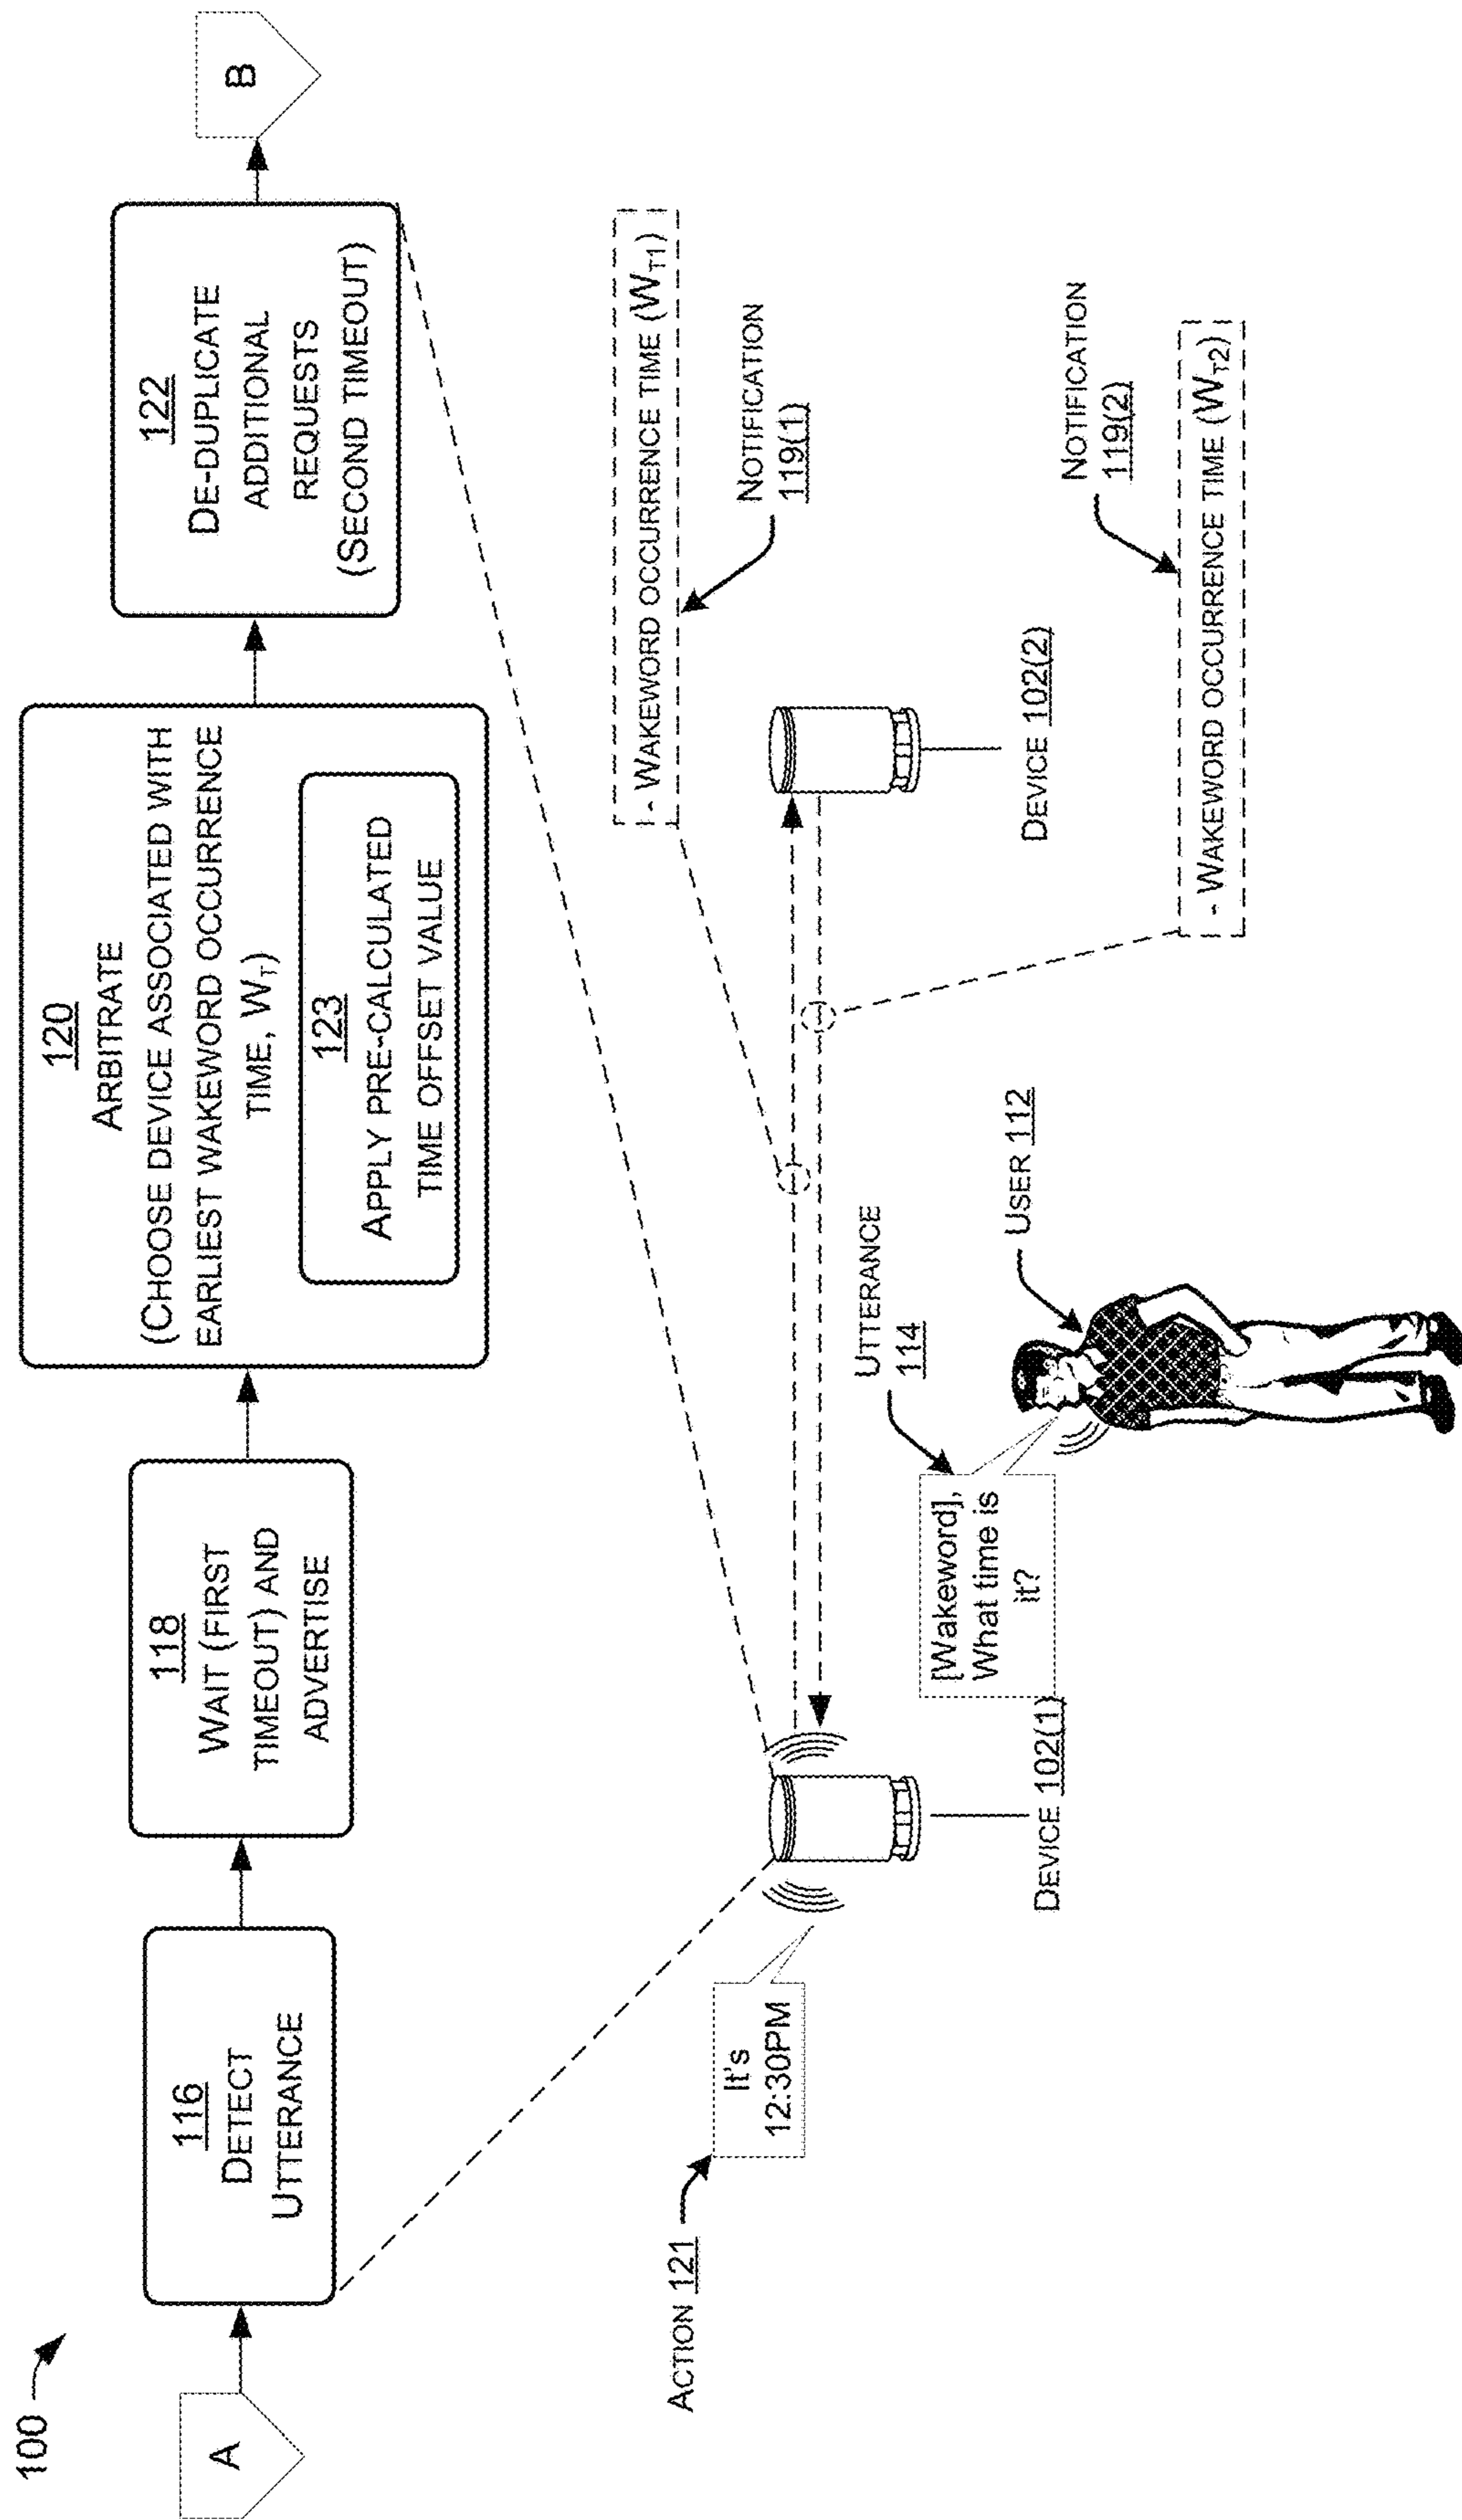 100
A
116
DETECT
UTTERANCE
118
WAIT (FIRST
TIMEOUT) AND
ADVERTISE
120
ARBITRATE
(CHOOSE DEVICE ASSOCIATED WITH
EARLIEST WAKEWORD OCCURRENCE
TIME, WT)
123
APPLY PRE-CALCULATED
TIME OFFSET VALUE
122
DE-DUPLICATE
ADDITIONAL
REQUESTS
(SECOND TIMEOUT)
B
ACTION 121
It's
12:30PM
DEVICE 102(1)
UTTERANCE
114
[Wakeword],
What time is
it?
USER 112
- WAKEWORD OCCURRENCE TIME (WT1)
NOTIFICATION
119(1)
DEVICE 102(2)
NOTIFICATION
119(2)
- WAKEWORD OCCURRENCE TIME (WT2)